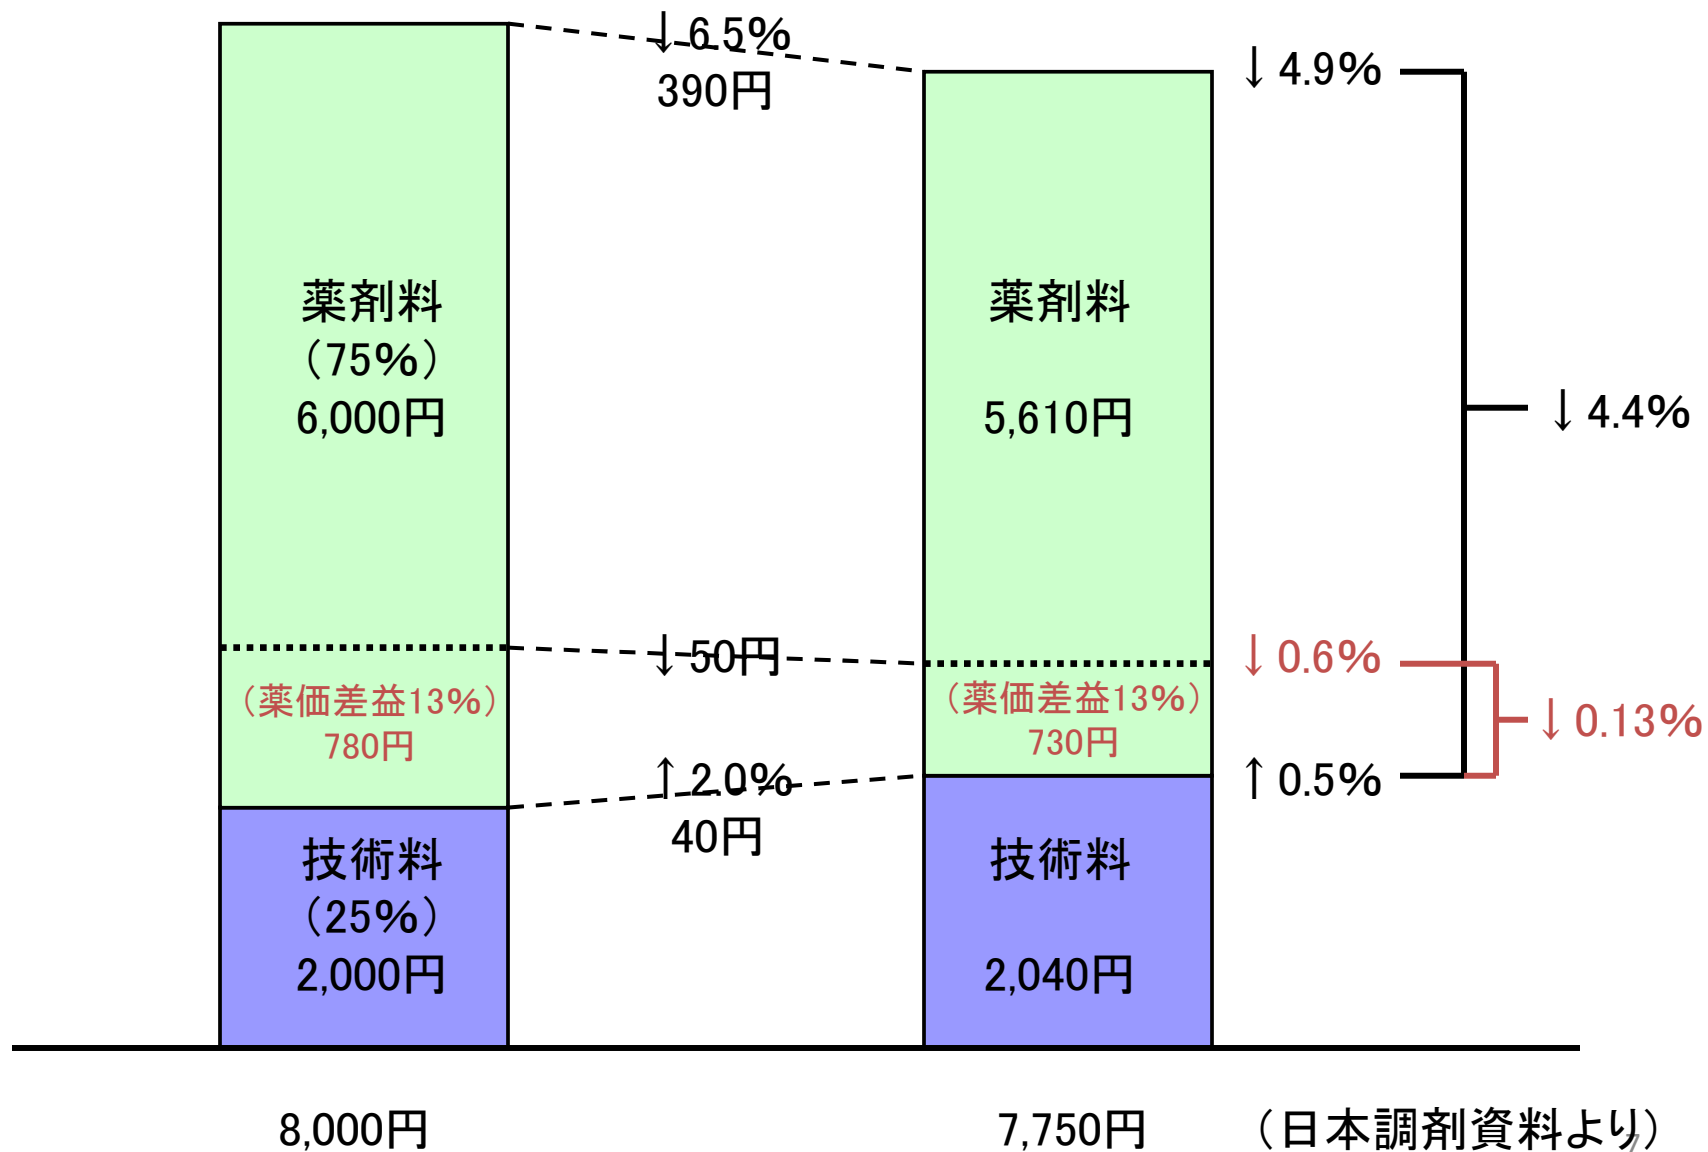 ↓ 6.5%
390円
↓ 4.9%
薬剤料
（75%）
6,000円
薬剤料
5,610円
↓ 4.4%
↓ 50円
↓ 0.6%
（薬価差益13%）
780円
（薬価差益13%）
730円
↓ 0.13%
↑ 2.0%
40円
↑ 0.5%
技術料
（25%）
2,000円
技術料
2,040円
8,000円
7,750円
（日本調剤資料より）
7